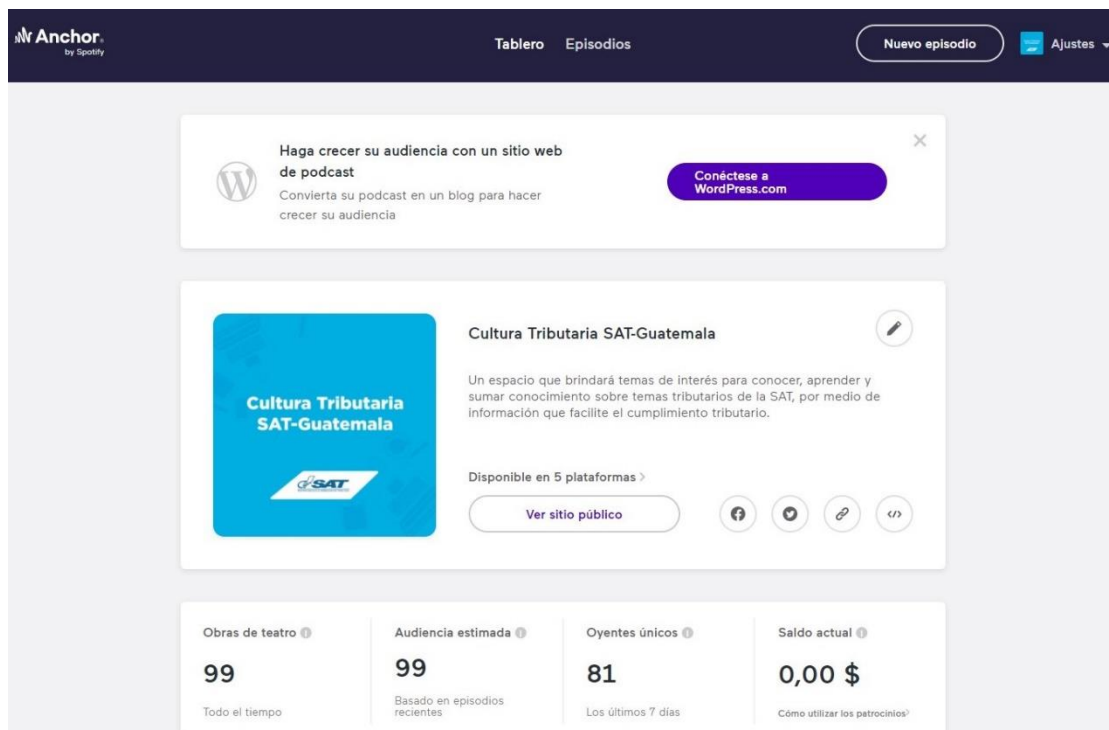 Anchor
by Spotify
Tablero
Episodios
Nuevo episodio
Ajustes
Haga crecer su audiencia con un sitio web
de podcast
Convierta su podcast en un blog para hacer
crecer su audiencia
Conéctese a
WordPress.com
Cultura Tributaria
SAT-Guatemala
SAT
Cultura Tributaria SAT-Guatemala
Un espacio que brindará temas de interés para conocer, aprender y
sumar conocimiento sobre temas tributarios de la SAT, por medio de
información que facilite el cumplimiento tributario.
Disponible en 5 plataformas >
Ver sitio público
Obras de teatro
99
Todo el tiempo
Audiencia estimada
99
Basado en episodios
recientes
Oyentes únicos
81
Los últimos 7 días
Saldo actual
0,00 $
Cómo utilizar los patrocinios>